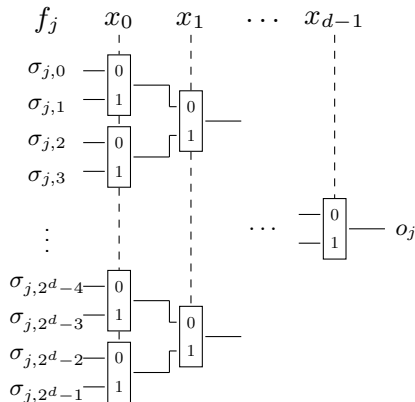 f_j x_0 x_1 ⋯ x_{d−1}
σ_{j,0} 0
σ_{j,1} 1 0
σ_{j,2} 0 1
σ_{j,3} 1
⋮ ⋯ 0 1 o_j
σ_{j,2^d−4} 0
σ_{j,2^d−3} 1 0
σ_{j,2^d−2} 0 1
σ_{j,2^d−1} 1